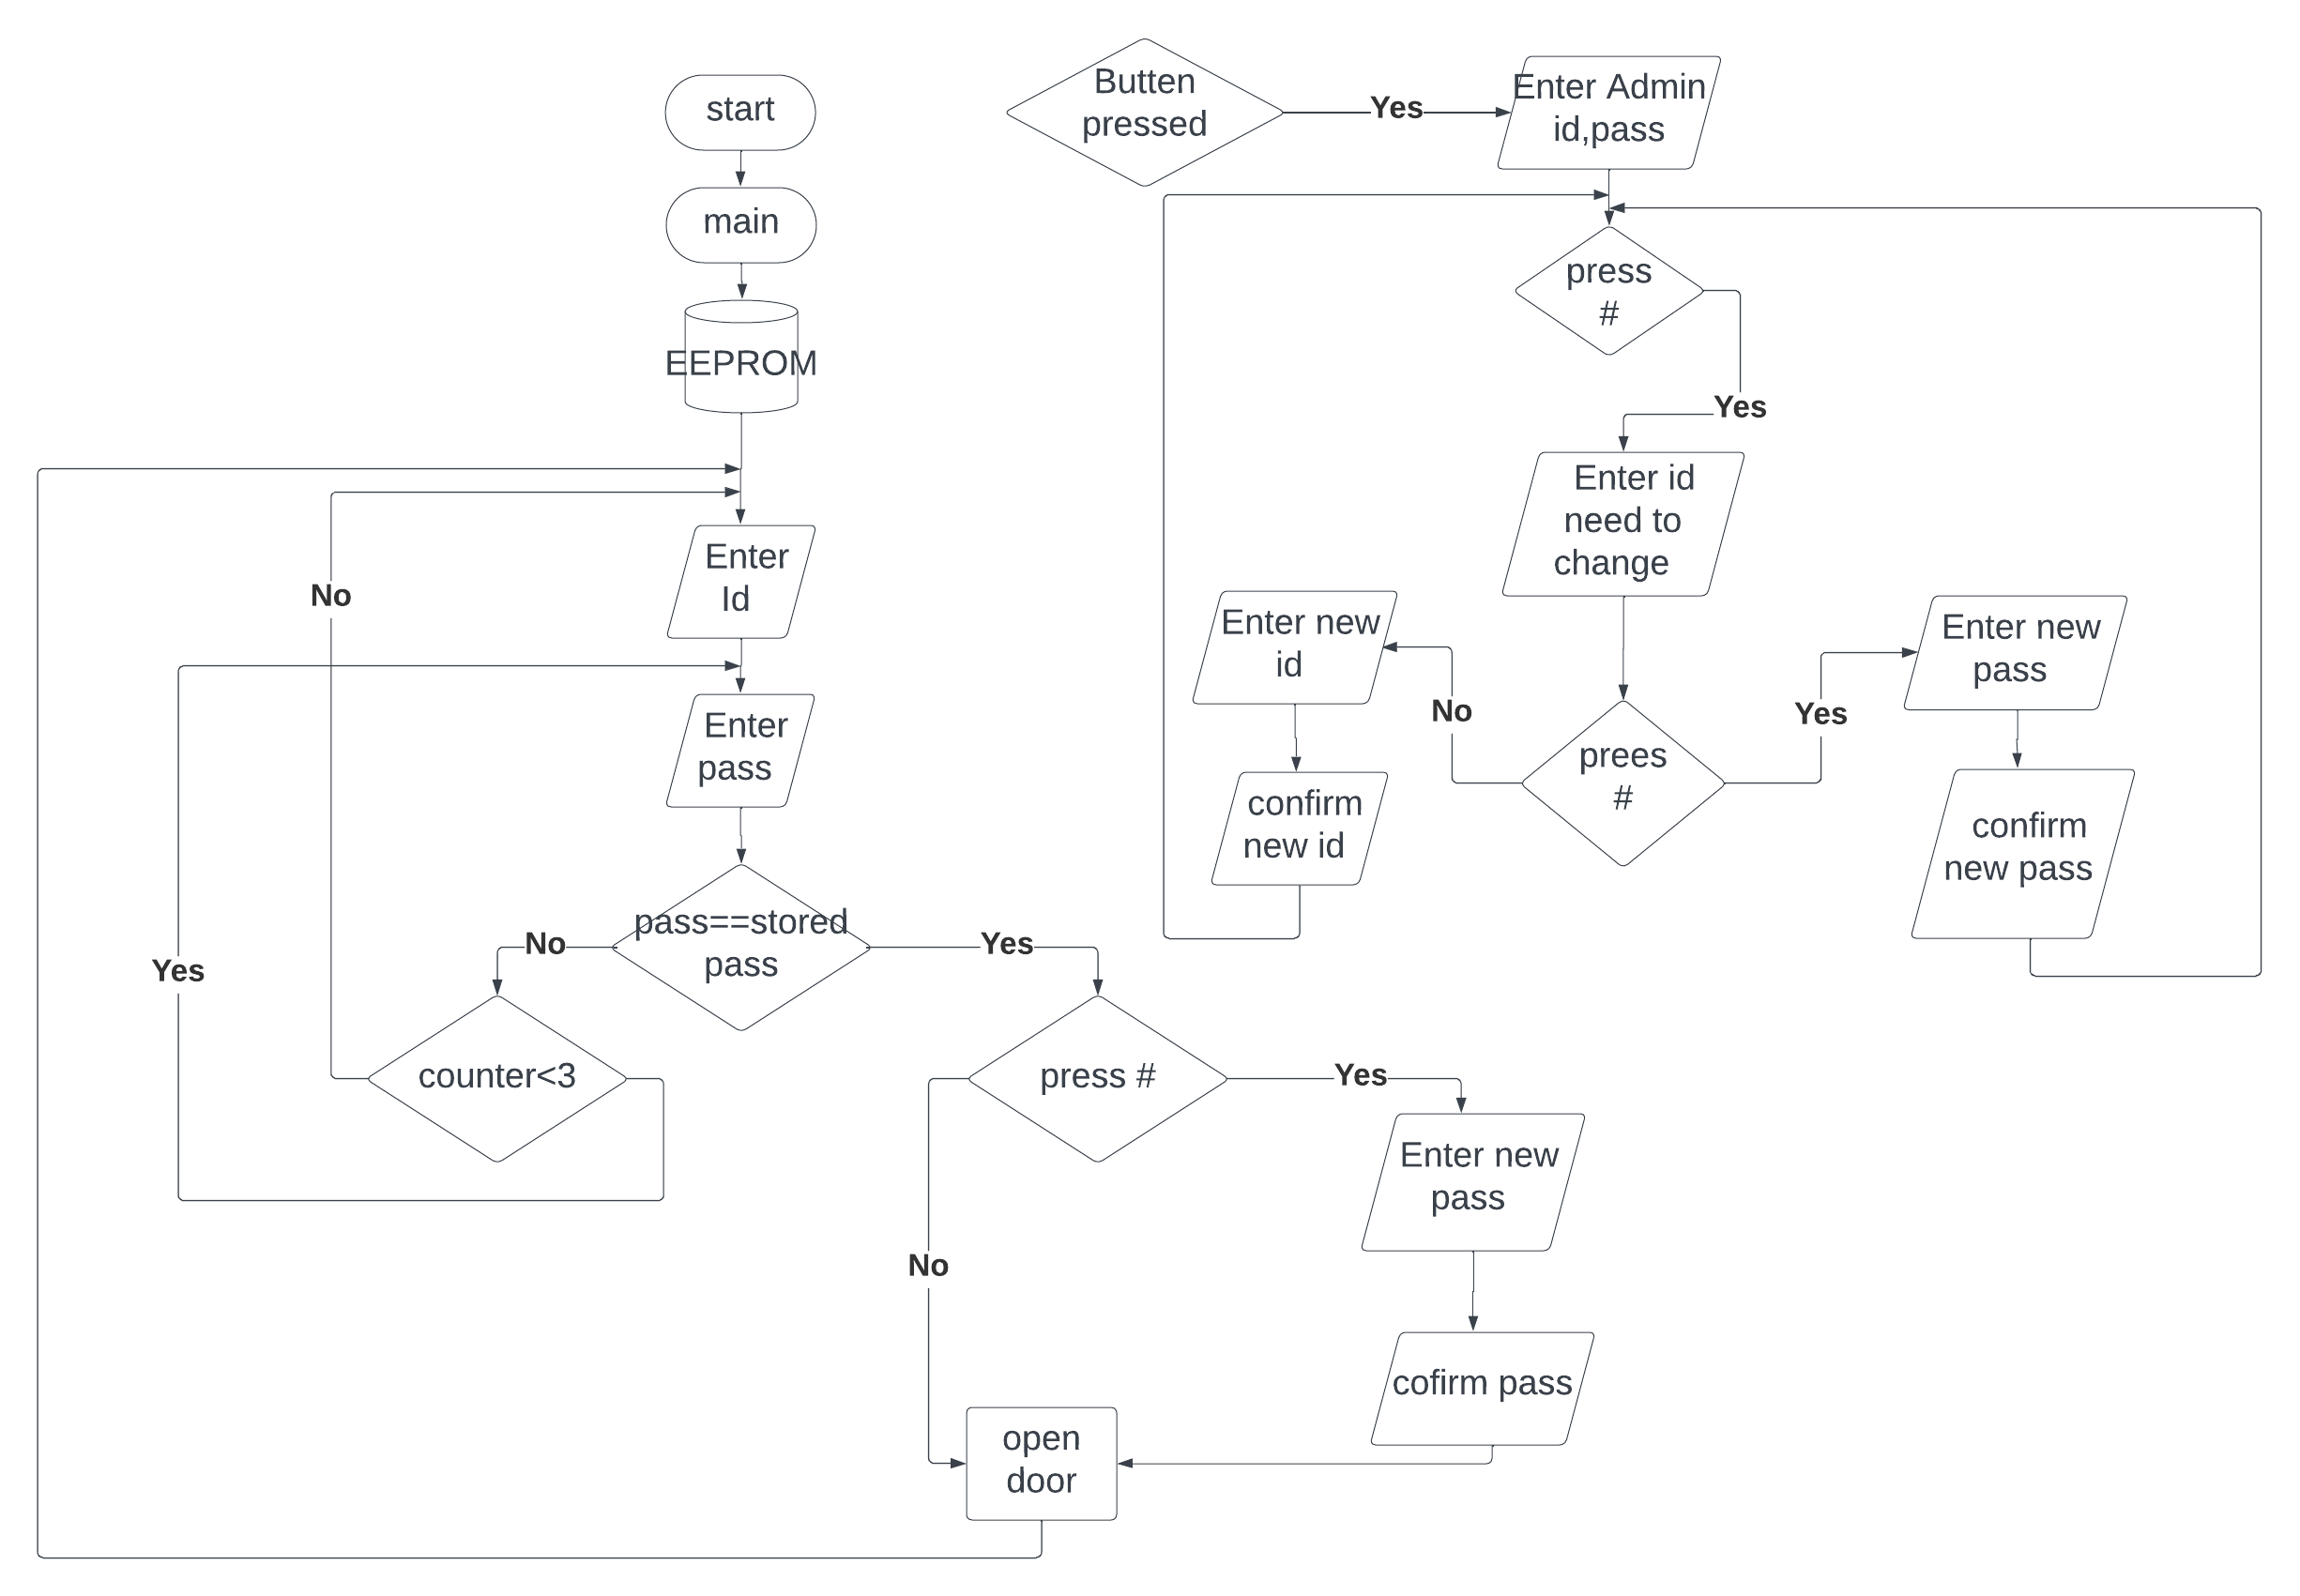 start
main
EEPROM
Enter
Id
Enter
pass
pass==stored
pass
No
Yes
counter<3
No
Yes
press #
Yes
No
Enter new
pass
cofirm pass
open
door
Butten
pressed
Yes
Enter Admin
id,pass
press
#
Yes
Enter id
need to
change
prees
#
No
Yes
Enter new
id
confirm
new id
Enter new
pass
confirm
new pass